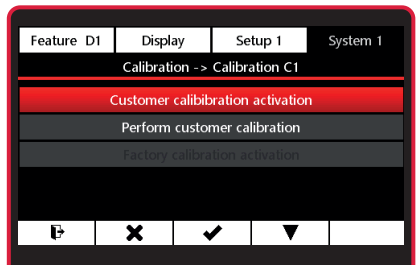 Feature D1 Display Setup 1 System 1
Calibration -> Calibration C1
Customer calibibration activation
Perform customer calibration
Factory calibration activation